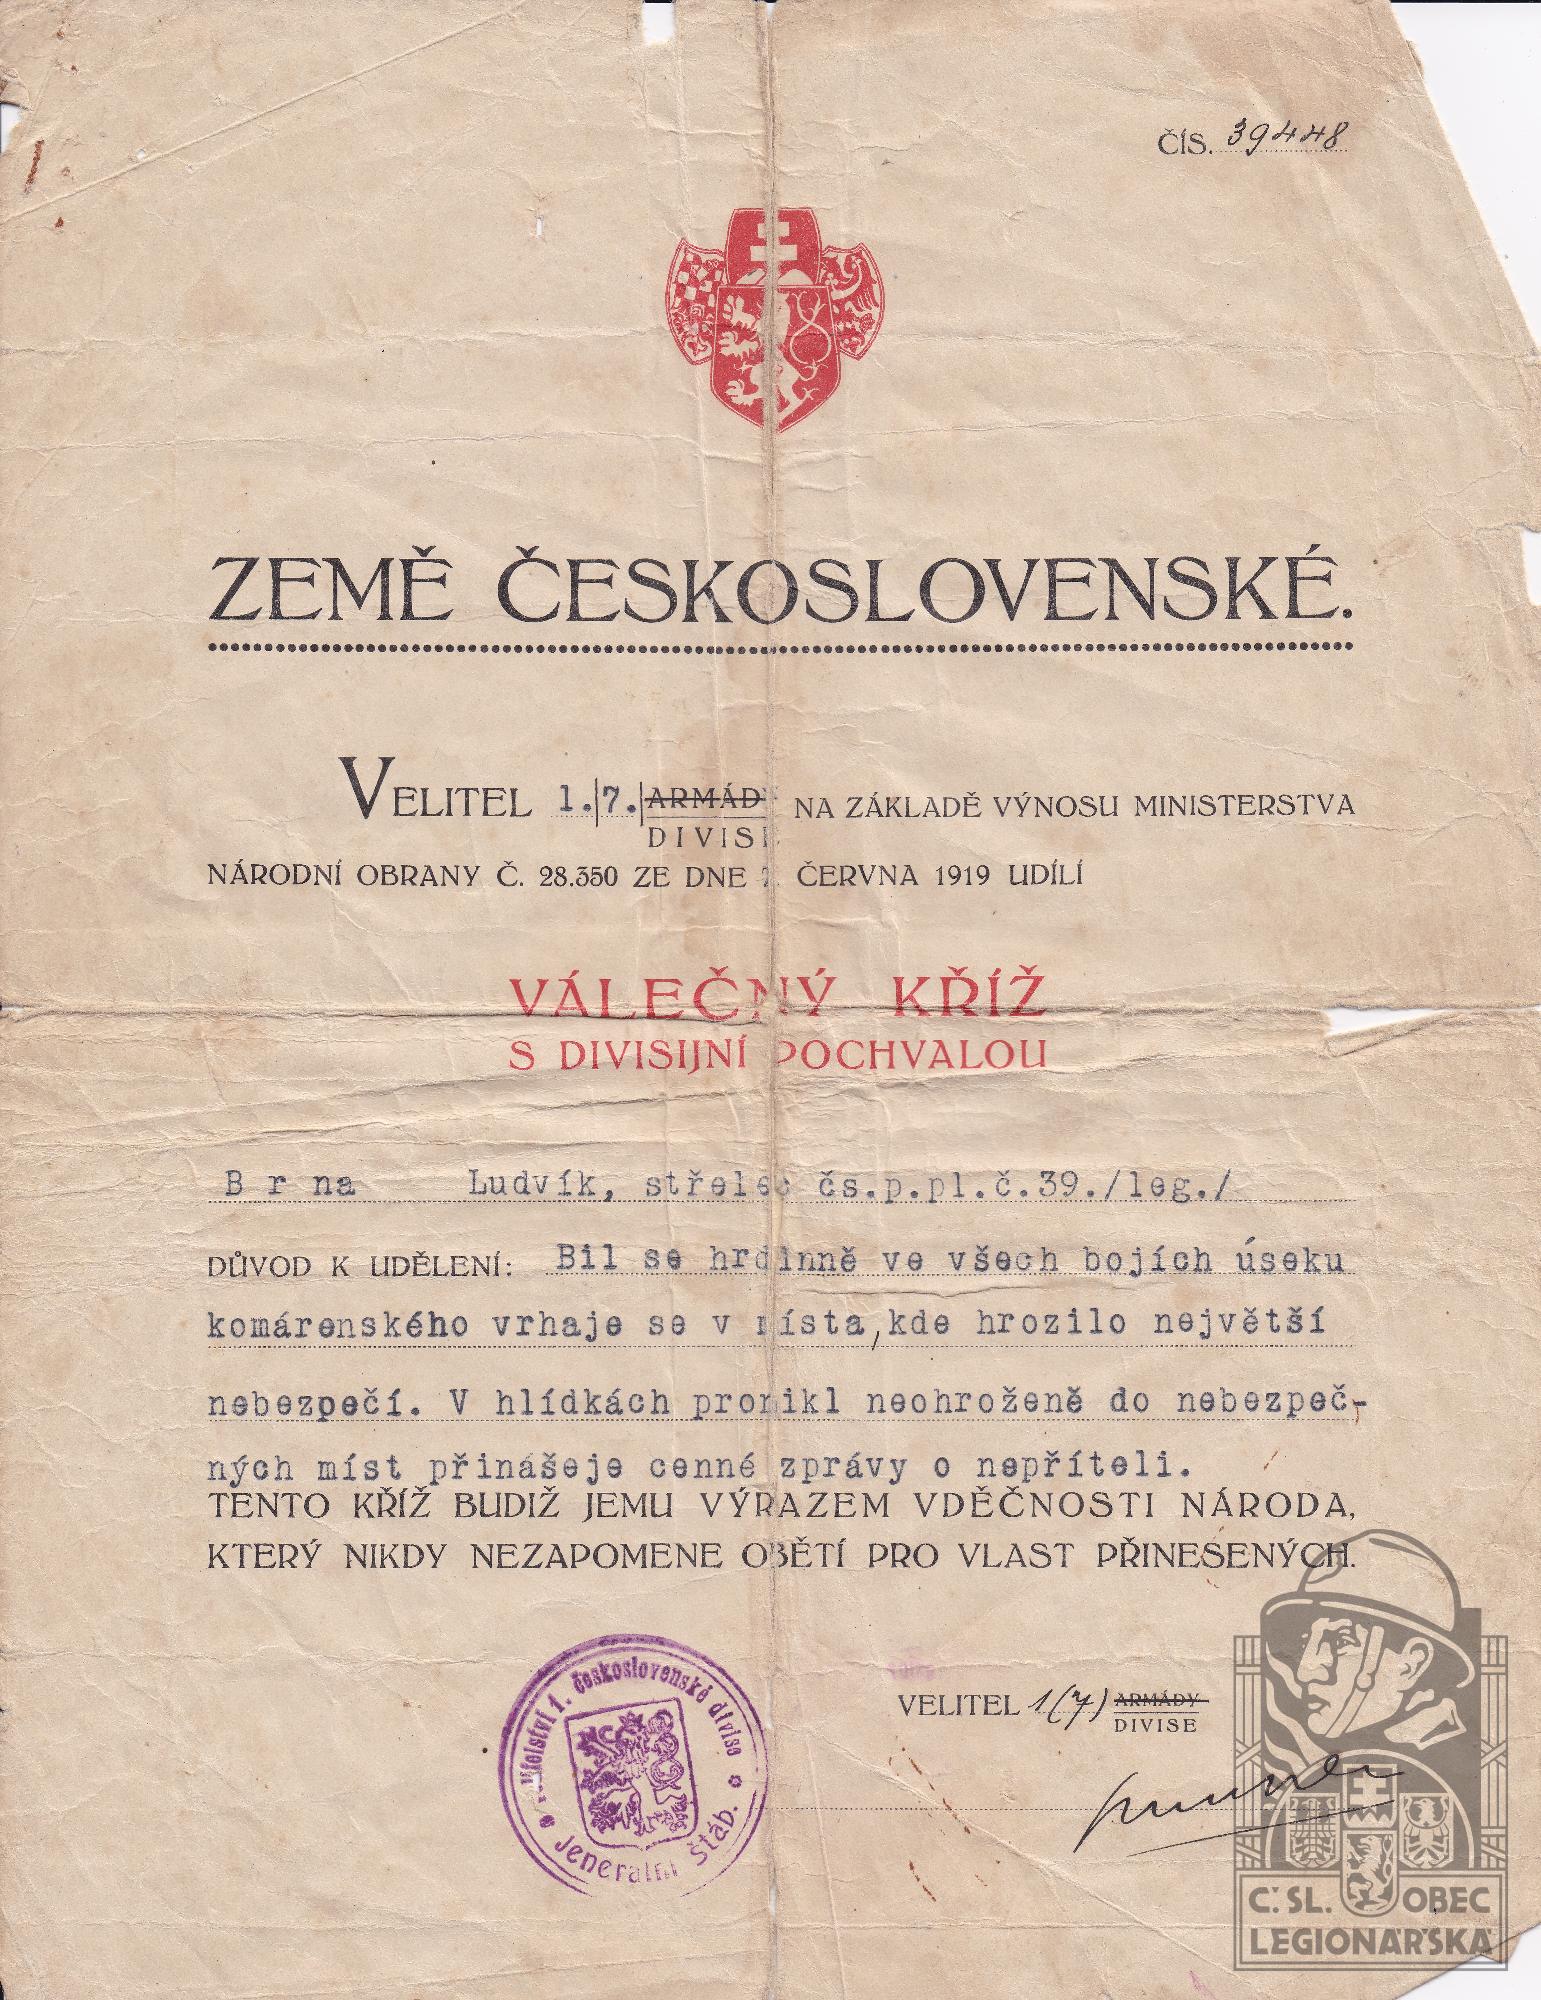 ČÍS. 39448
ZEMĚ ČESKOSLOVENSKÉ.
VELITEL 1./7./ ARMÁDY NA ZÁKLADĚ VÝNOSU MINISTERSTVA
DIVISE
NÁRODNÍ OBRANY Č. 28.350 ZE DNE 7. ČERVNA 1919 UDÍLÍ
VÁLEČNÝ KŘÍŽ
S DIVISIJNÍ POCHVALOU
B r na Ludvík, střelec čs.p.pl.č.39./leg./
DŮVOD K UDĚLENÍ: Bil se hrdinně ve všech bojích úseku
komárenského vrhaje se v místa,kde hrozilo největší
nebezpečí. V hlídkách pronikl neohroženě do nebezpeč-
ných míst přinášeje cenné zprávy o nepříteli.
TENTO KŘÍŽ BUDIŽ JEMU VÝRAZEM VDĚČNOSTI NÁRODA,
KTERÝ NIKDY NEZAPOMENE OBĚTÍ PRO VLAST PŘINESENÝCH.
Velitelství 1. československé divise
Jenerální Štáb.
VELITEL 1(7) ARMÁDY
DIVISE
Č. SL. OBEC
LEGIONÁŘSKÁ